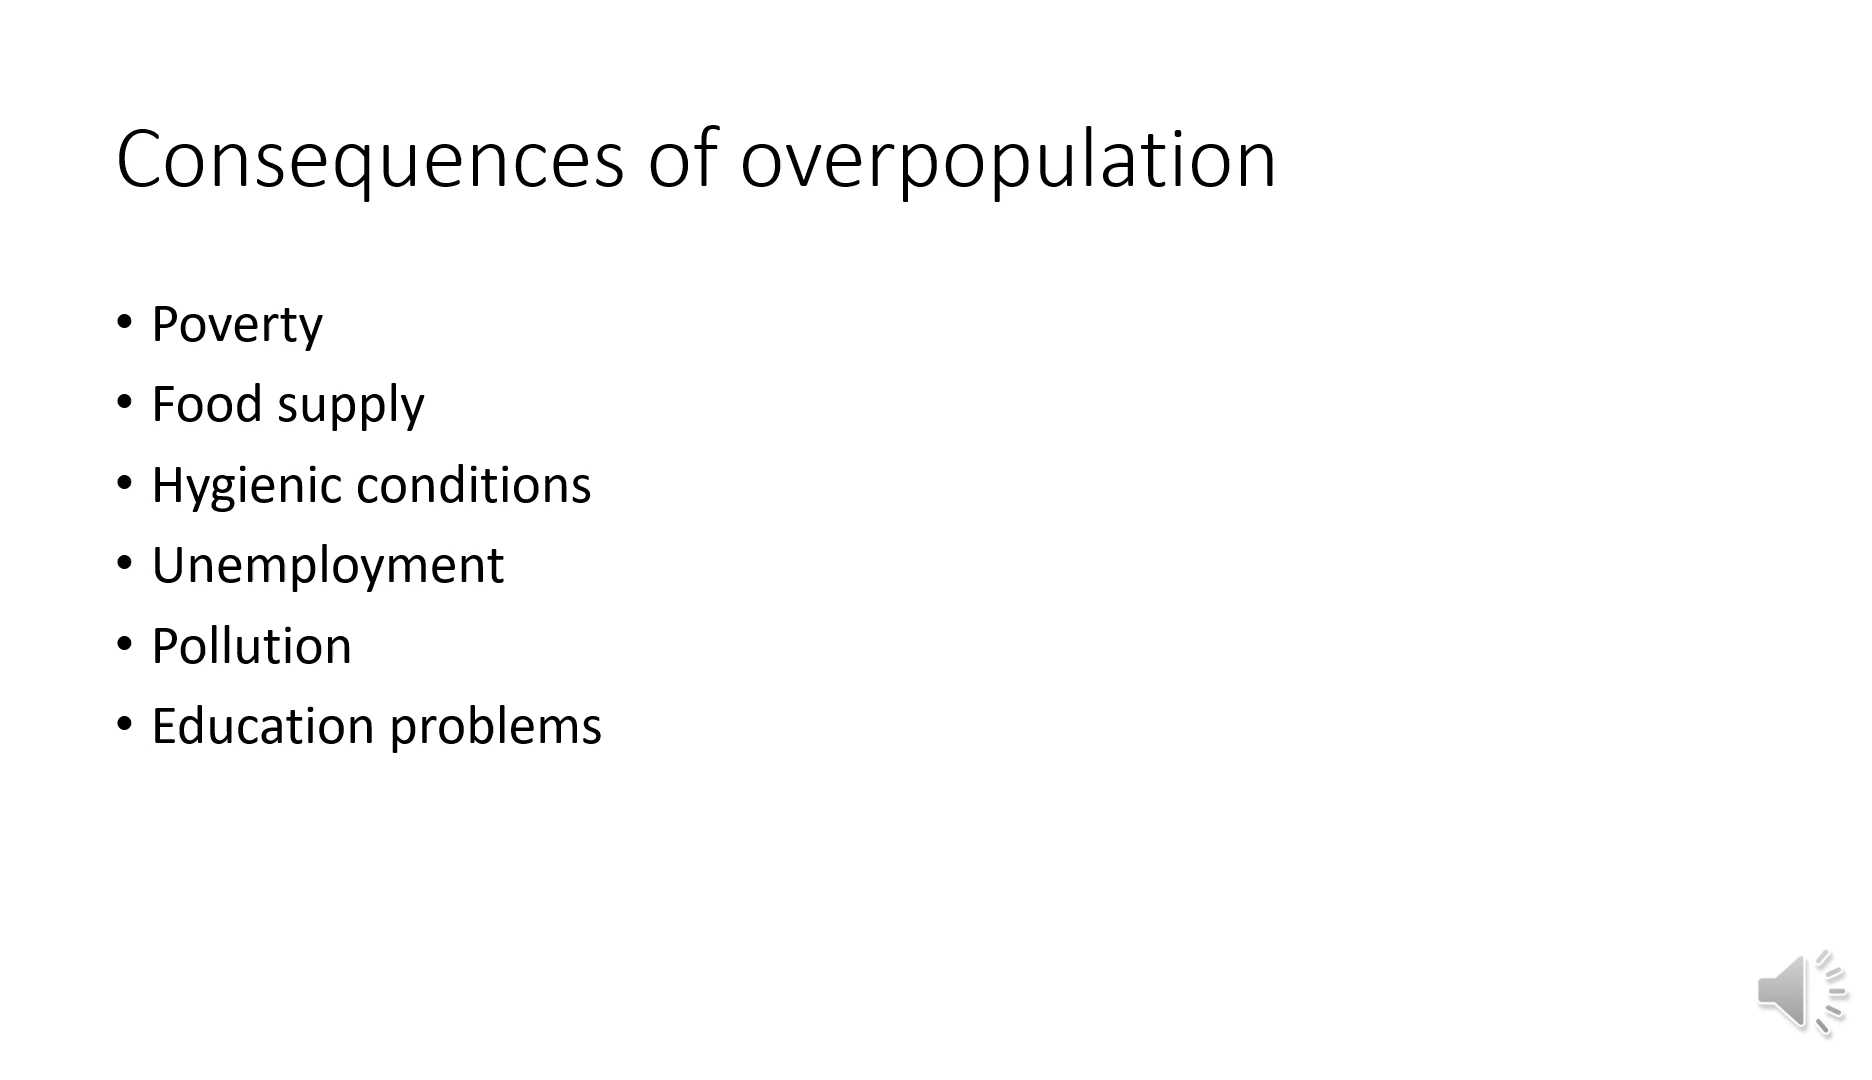 Consequences of overpopulation
• Poverty
• Food supply
• Hygienic conditions
• Unemployment
• Pollution
• Education problems